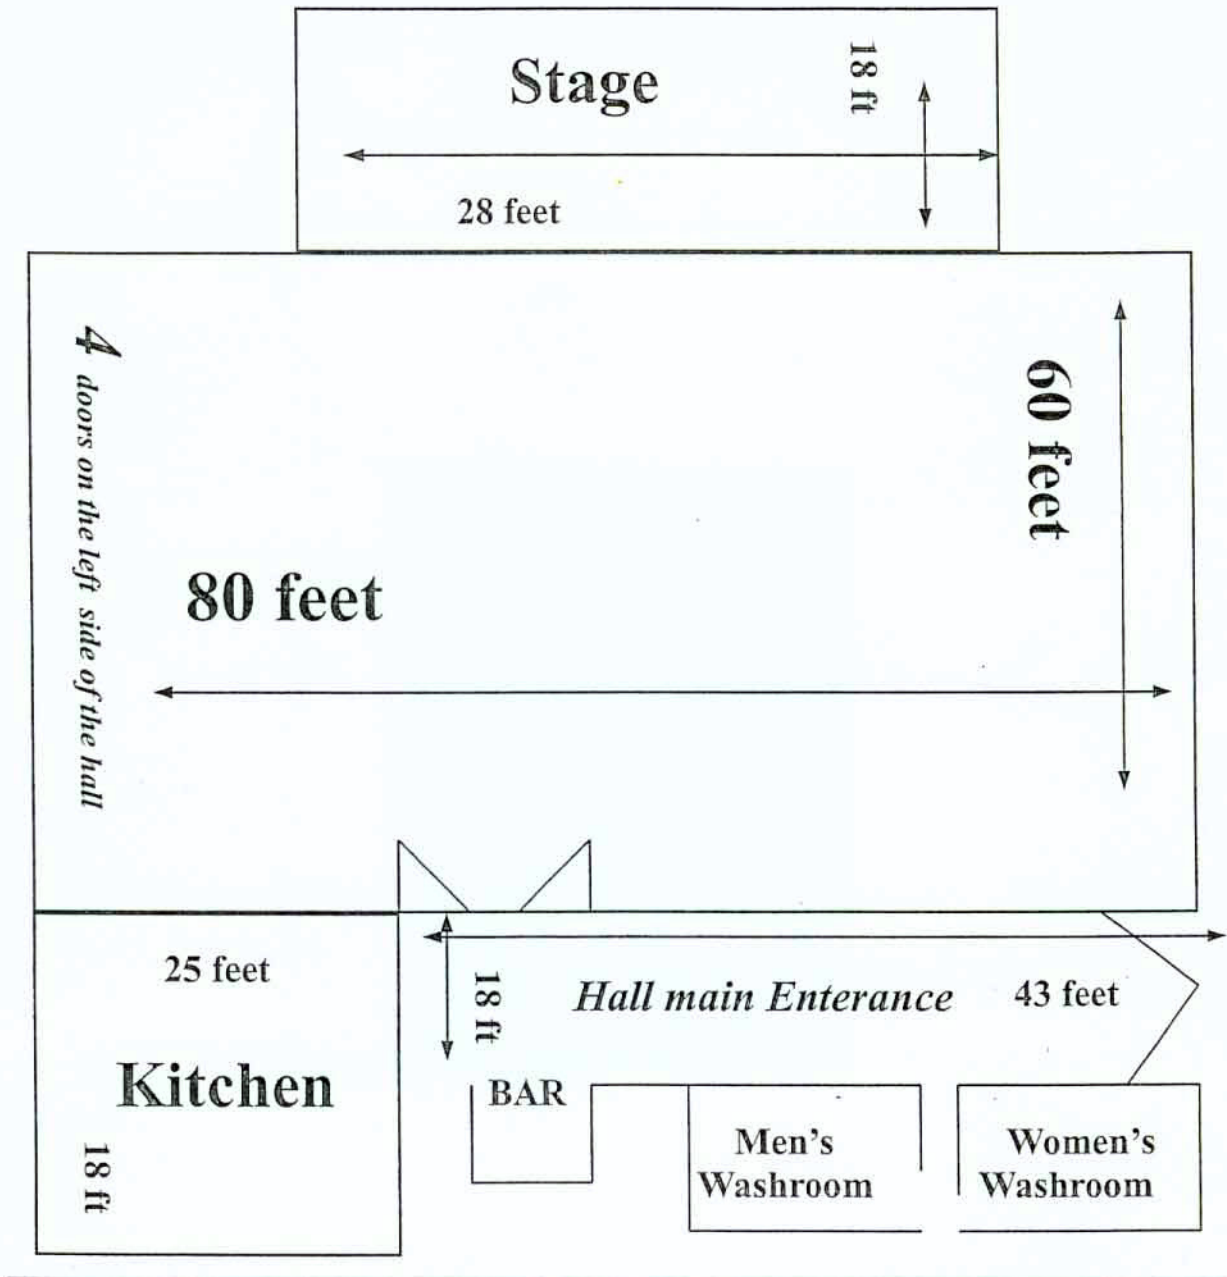 Stage
18 ft
28 feet
4 doors on the left side of the hall
60 feet
80 feet
25 feet
18 ft
Hall main Enterance
43 feet
Kitchen
BAR
18 ft
Men's
Washroom
Women's
Washroom